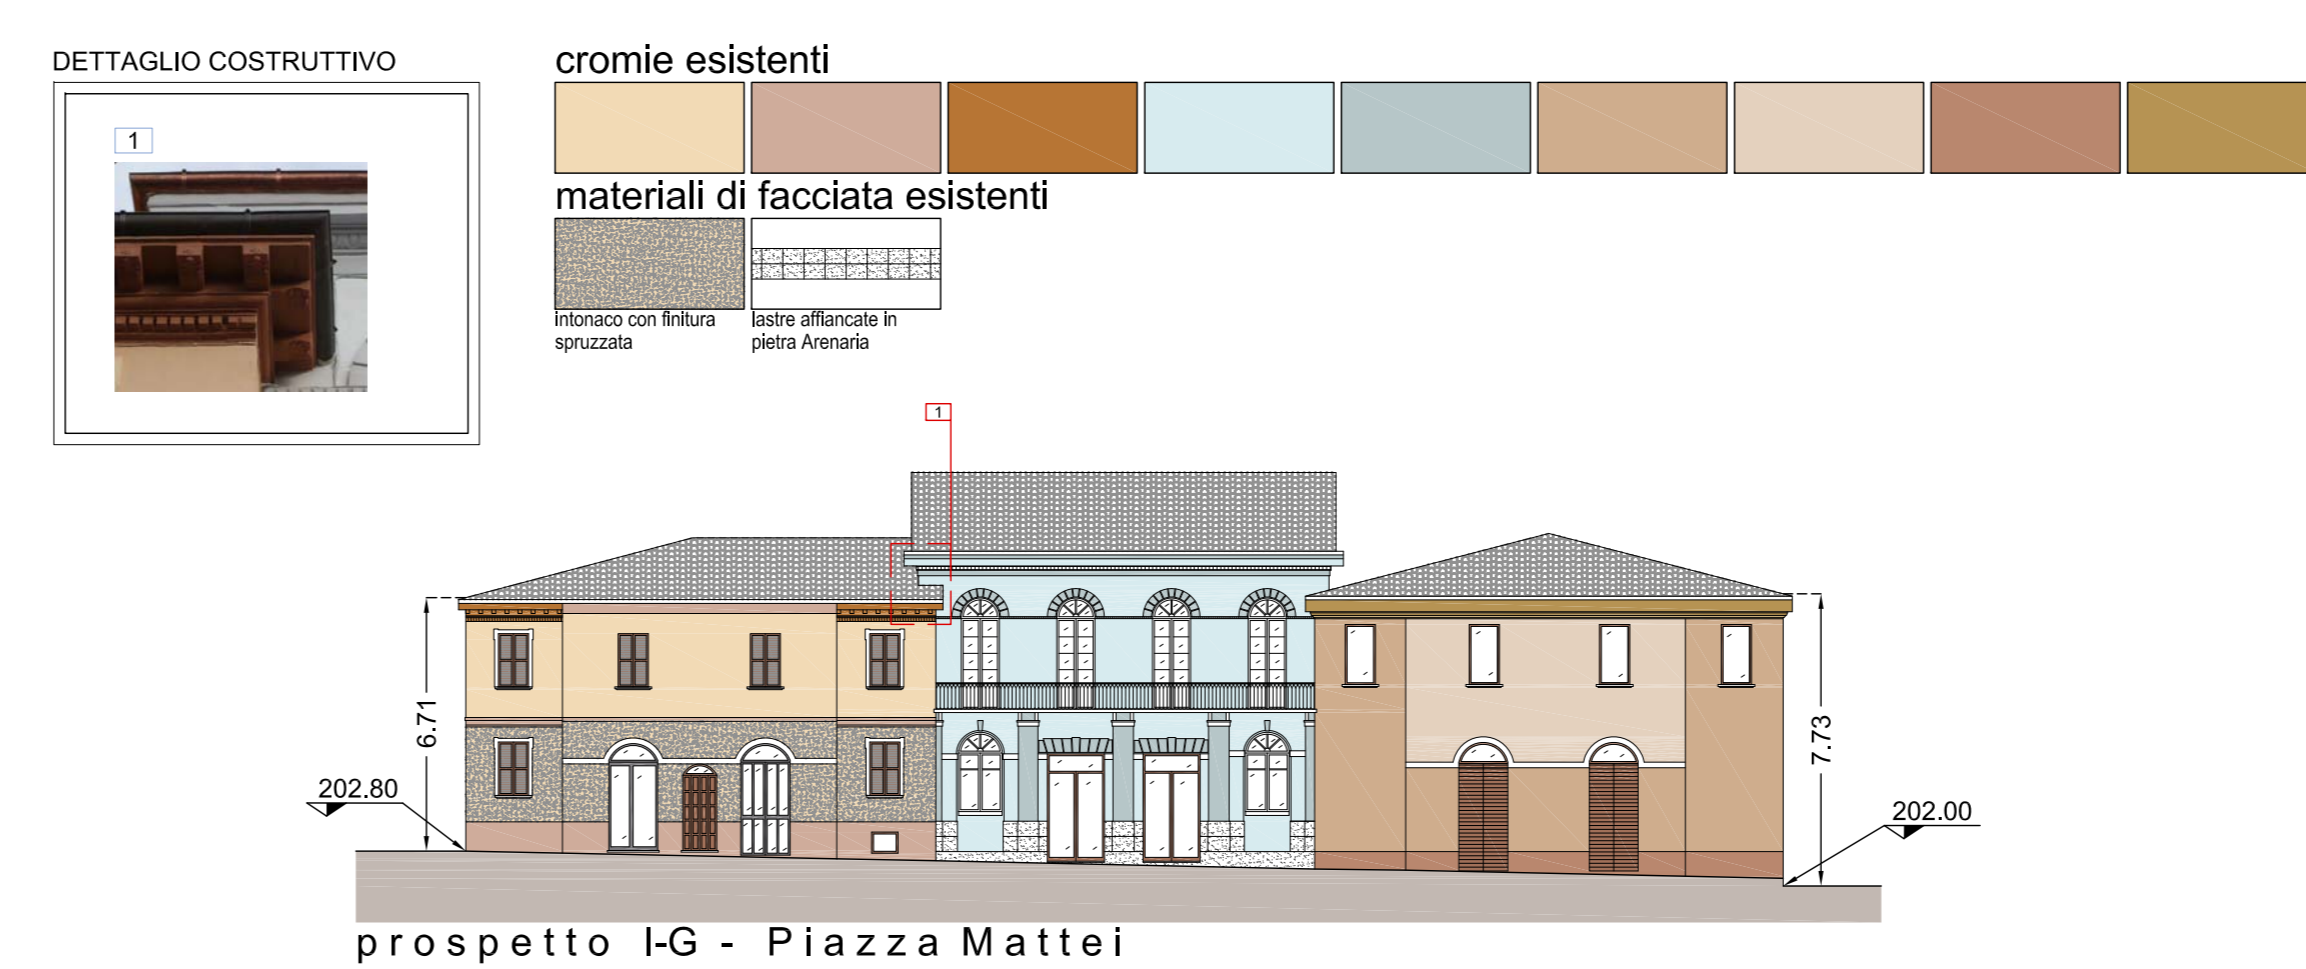 DETTAGLIO COSTRUTTIVO
1
cromie esistenti
materiali di facciata esistenti
intonaco con finitura
spruzzata
lastre affiancate in
pietra Arenaria
1
6.71
202.80
7.73
202.00
prospetto I-G - Piazza Mattei